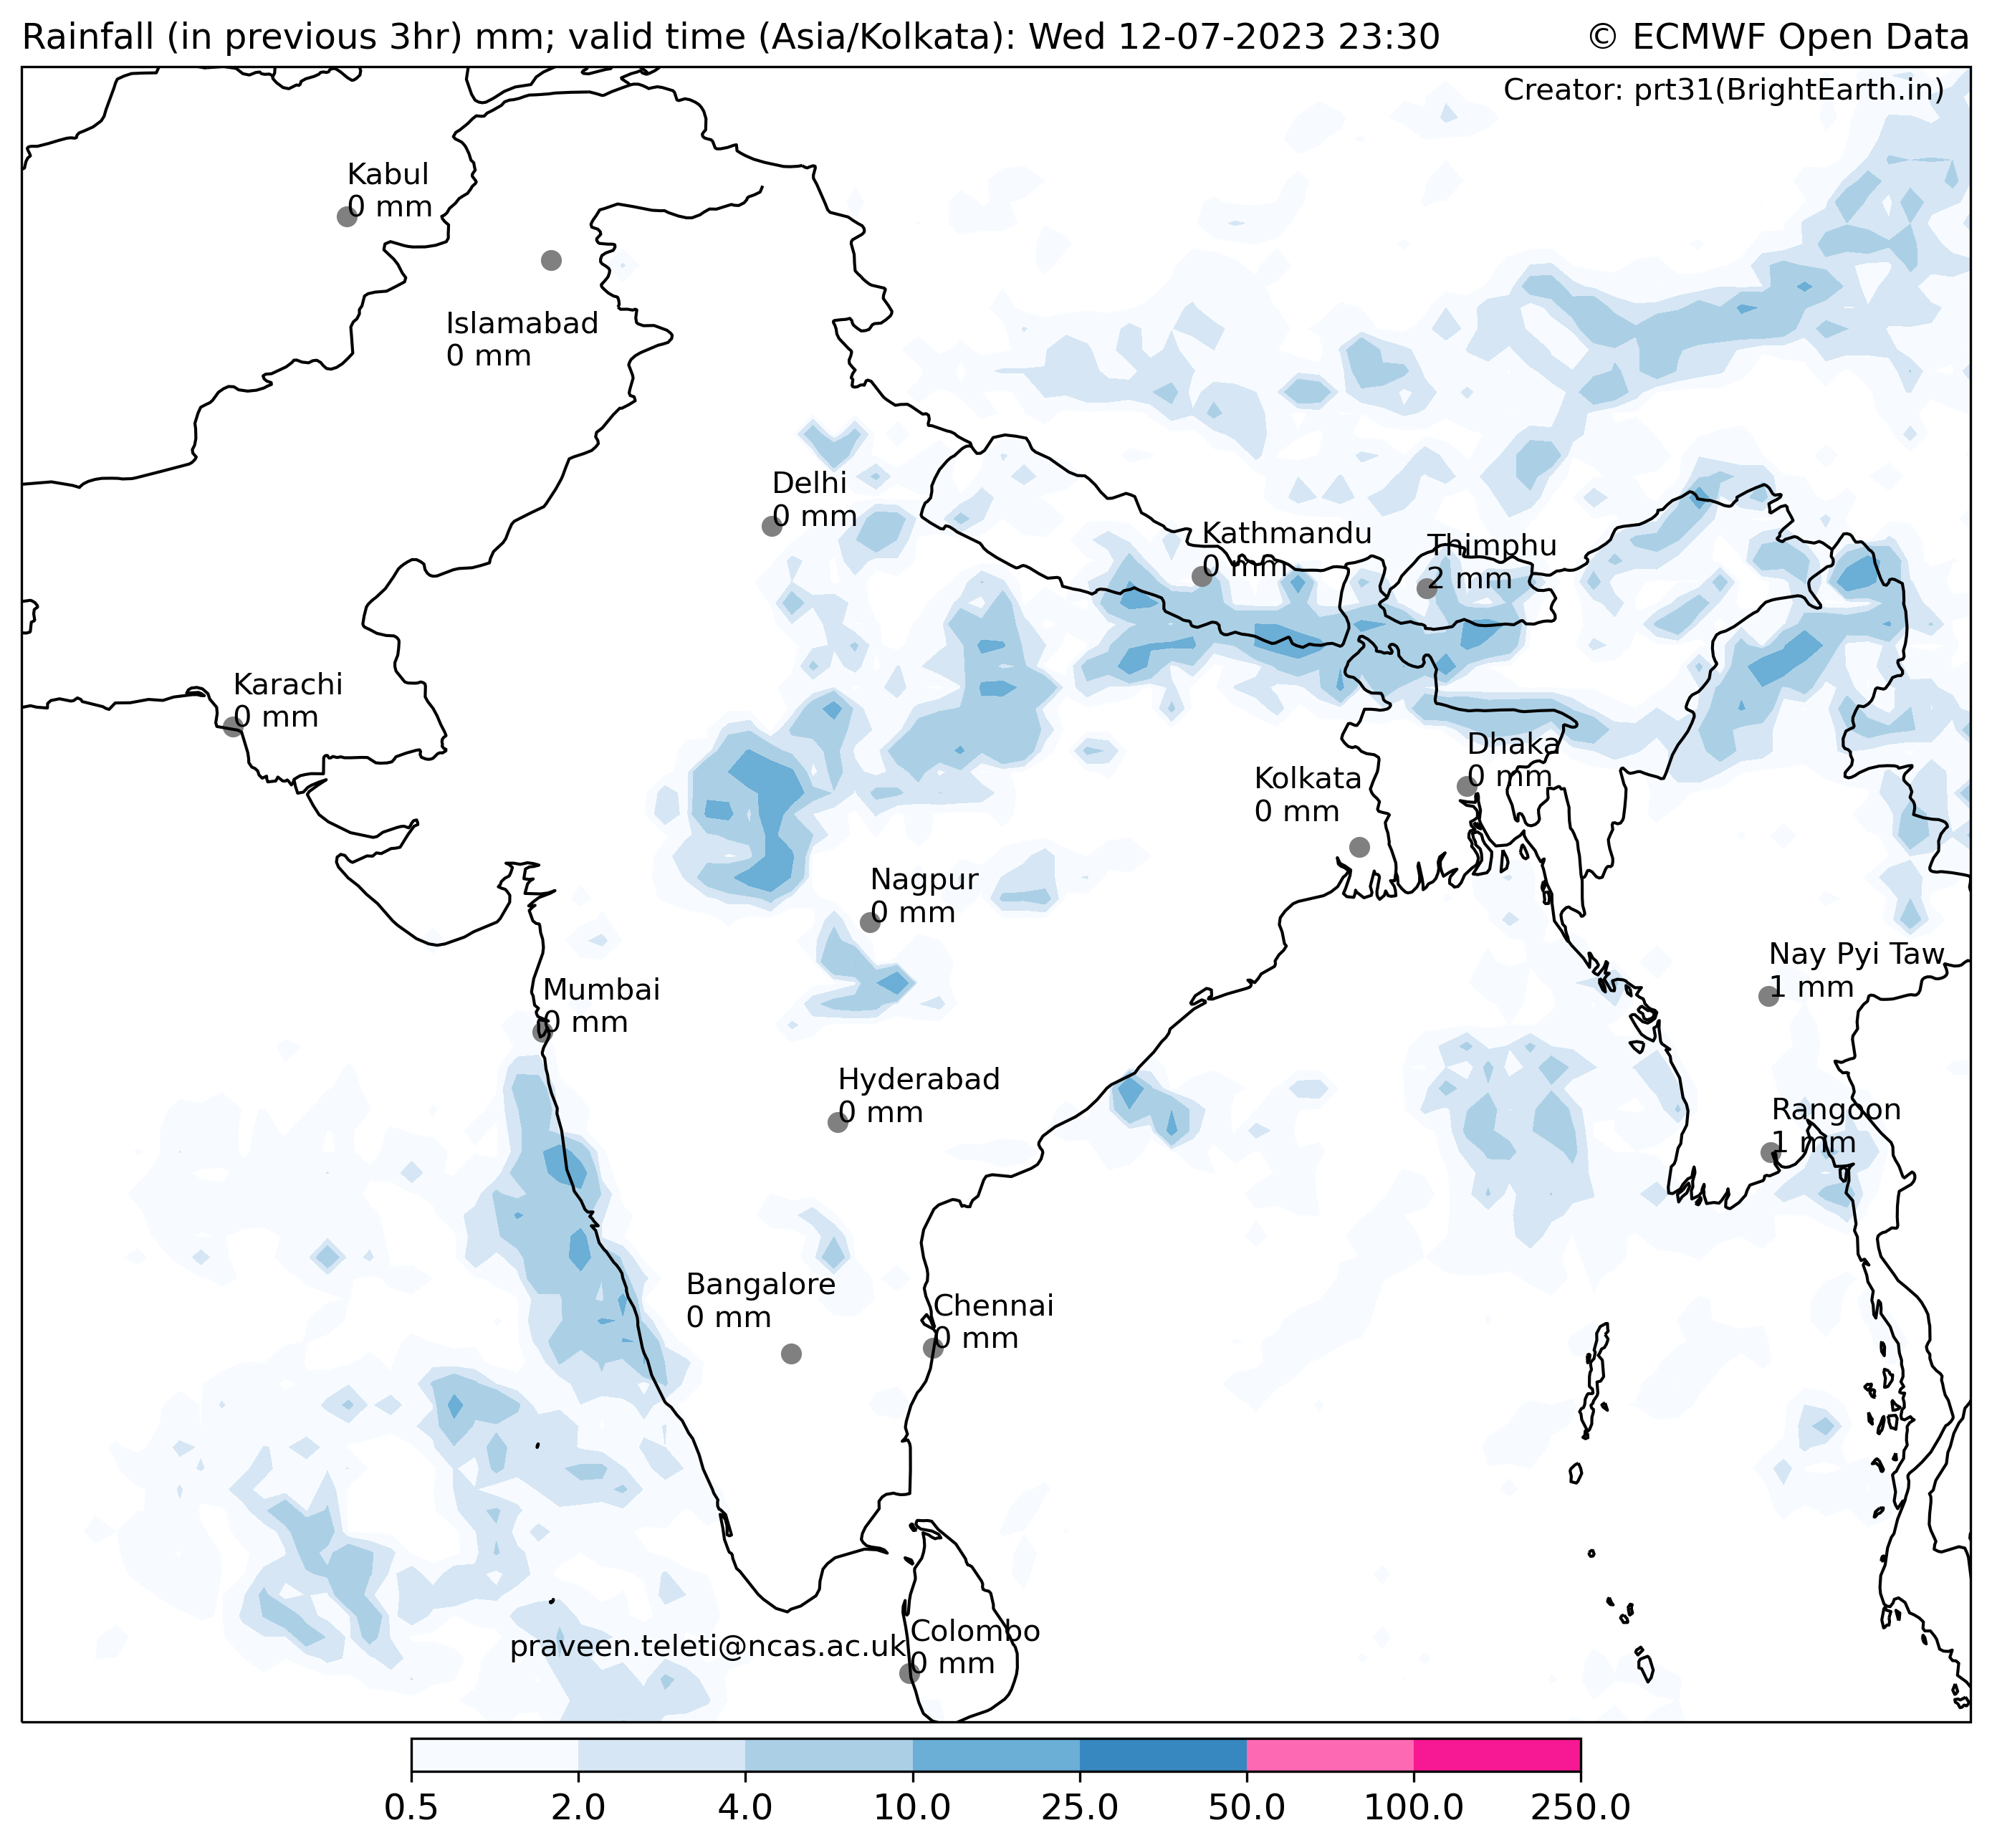 Rainfall (in previous 3hr) mm; valid time (Asia/Kolkata): Wed 12-07-2023 23:30
© ECMWF Open Data
Creator: prt31(BrightEarth.in)
Kabul
0 mm
Islamabad
0 mm
Delhi
0 mm
Kathmandu
0 mm
Thimphu
2 mm
Karachi
0 mm
Dhaka
0 mm
Kolkata
0 mm
Nagpur
0 mm
Nay Pyi Taw
1 mm
Mumbai
0 mm
Hyderabad
0 mm
Rangoon
1 mm
Bangalore
0 mm
Chennai
0 mm
Colombo
0 mm
praveen.teleti@ncas.ac.uk
0.5 2.0 4.0 10.0 25.0 50.0 100.0 250.0